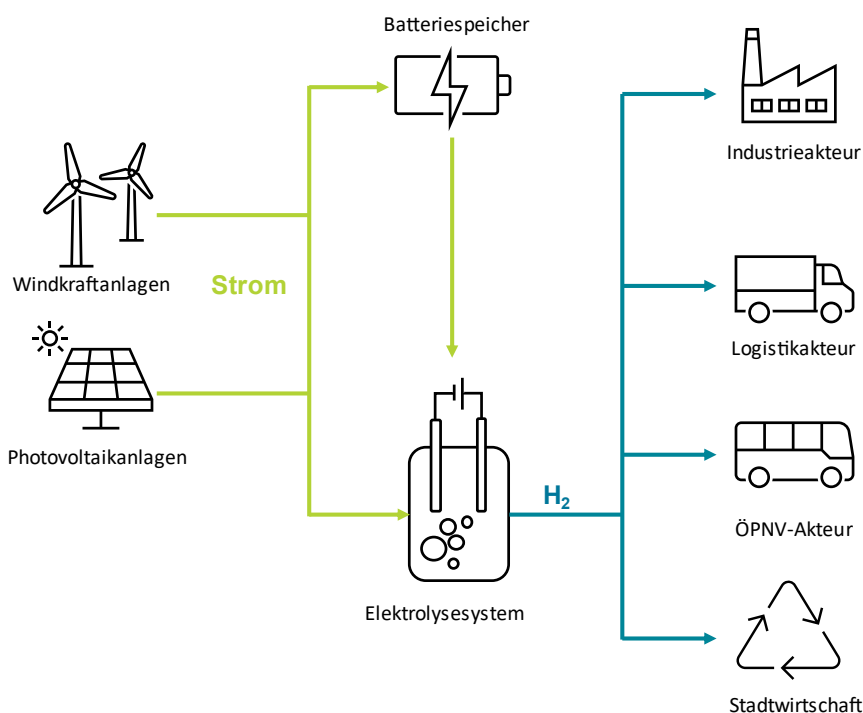 Batteriespeicher
Industrieakteur
Windkraftanlagen
Strom
Logistikakteur
Photovoltaikanlagen
H₂
ÖPNV-Akteur
Elektrolysesystem
Stadtwirtschaft